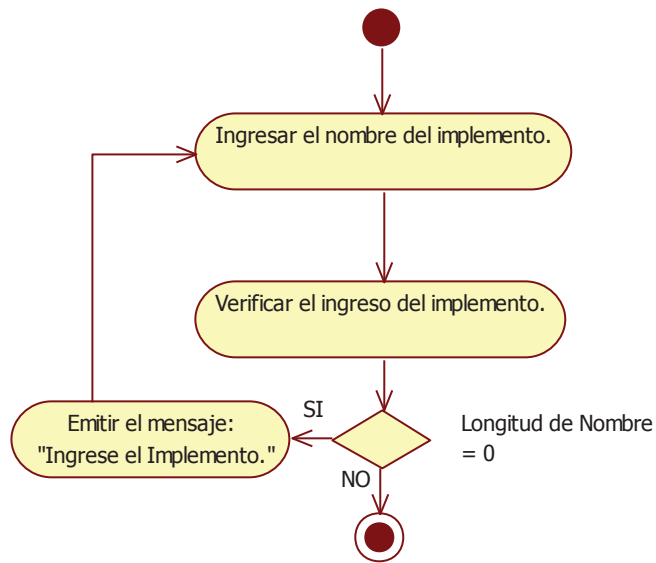 Ingresar el nombre del implemento.
Verificar el ingreso del implemento.
SI
Emitir el mensaje:
"Ingrese el Implemento."
Longitud de Nombre
= 0
NO